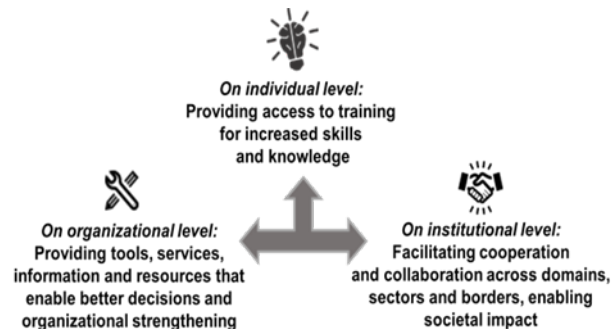 On individual level:
Providing access to training
for increased skills
and knowledge
On organizational level:
Providing tools, services,
information and resources that
enable better decisions and
organizational strengthening
On institutional level:
Facilitating cooperation
and collaboration across domains,
sectors and borders, enabling
societal impact